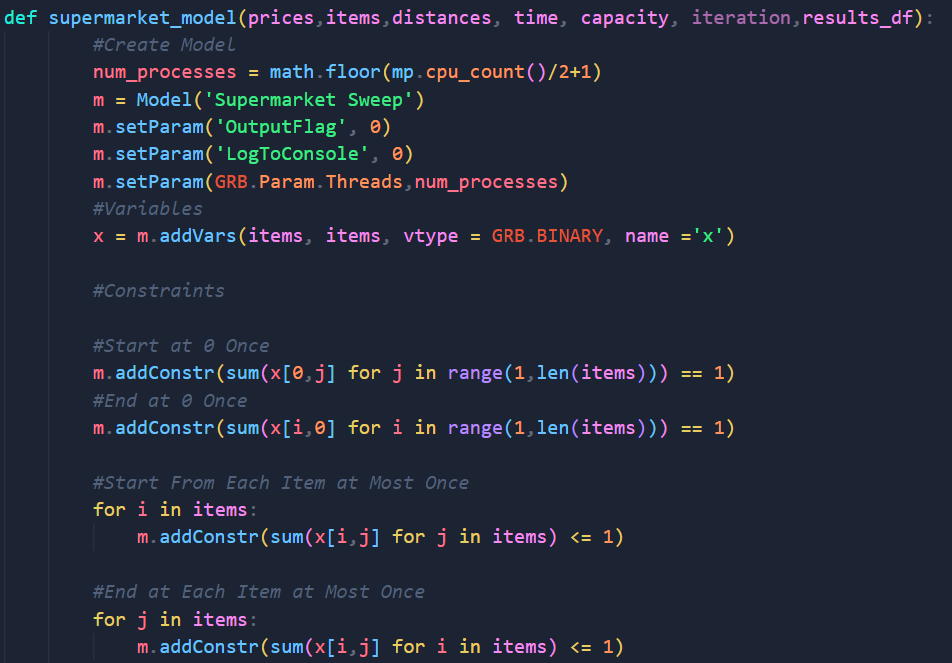 def supermarket_model(prices,items,distances, time, capacity, iteration,results_df):
#Create Model
num_processes = math.floor(mp.cpu_count()/2+1)
m = Model('Supermarket Sweep')
m.setParam('OutputFlag', 0)
m.setParam('LogToConsole', 0)
m.setParam(GRB.Param.Threads,num_processes)
#Variables
x = m.addVars(items, items, vtype = GRB.BINARY, name ='x')
#Constraints
#Start at 0 Once
m.addConstr(sum(x[0,j] for j in range(1,len(items))) == 1)
#End at 0 Once
m.addConstr(sum(x[i,0] for i in range(1,len(items))) == 1)
#Start From Each Item at Most Once
for i in items:
m.addConstr(sum(x[i,j] for j in items) <= 1)
#End at Each Item at Most Once
for j in items:
m.addConstr(sum(x[i,j] for i in items) <= 1)